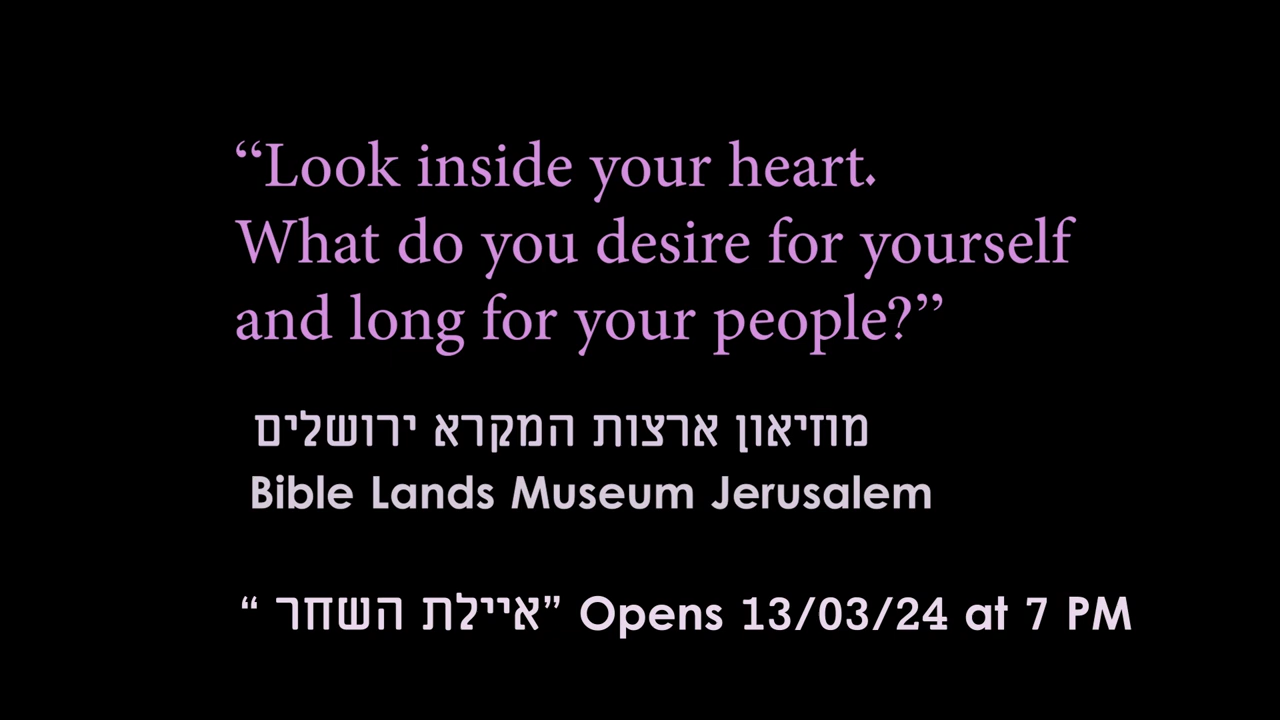 “Look inside your heart.
What do you desire for yourself
and long for your people?”
מוזיאון ארצות המקרא ירושלים
Bible Lands Museum Jerusalem
“ איילת השחר” Opens 13/03/24 at 7 PM